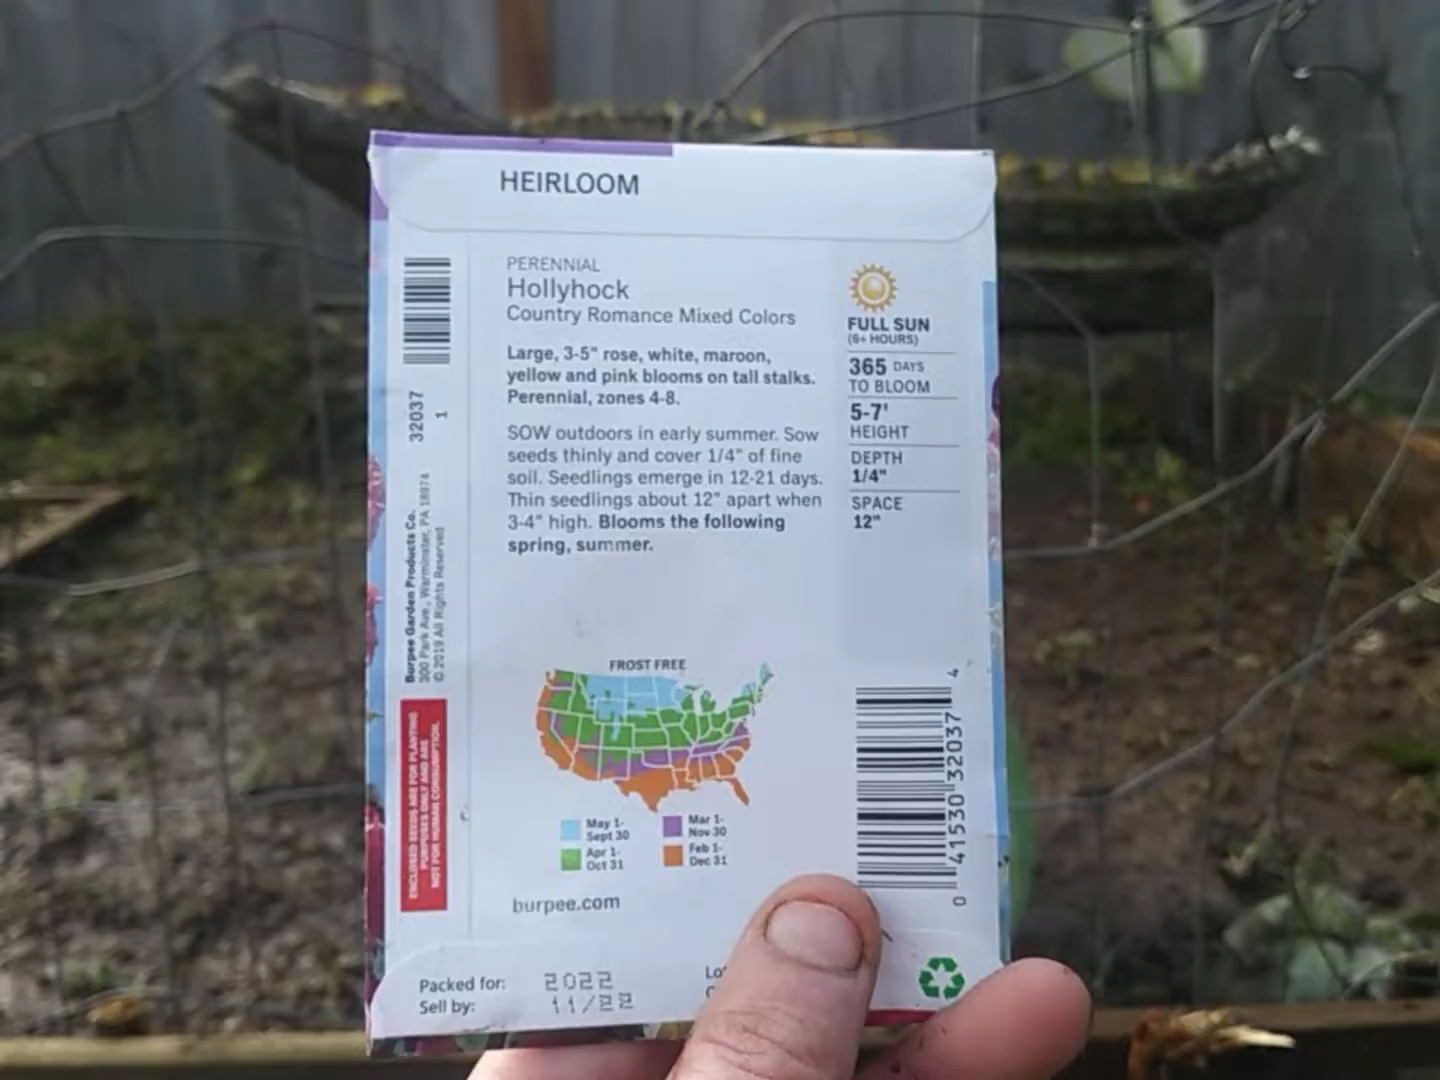 HEIRLOOM
PERENNIAL
Hollyhock
Country Romance Mixed Colors
Large, 3-5" rose, white, maroon,
yellow and pink blooms on tall stalks.
Perennial, zones 4-8.
SOW outdoors in early summer. Sow
seeds thinly and cover 1/4" of fine
soil. Seedlings emerge in 12-21 days.
Thin seedlings about 12" apart when
3-4" high. Blooms the following
spring, summer.
FULL SUN
(6+ HOURS)
365 DAYS
TO BLOOM
5-7'
HEIGHT
DEPTH
1/4"
SPACE
12"
32037
1
Burpee Garden Products Co.
300 Park Ave., Warminster, PA 18974
© 2019 All Rights Reserved
ENCLOSED SEEDS ARE FOR PLANTING
PURPOSES ONLY AND ARE
NOT FOR HUMAN CONSUMPTION.
FROST FREE
May 1-
Sept 30
Apr 1-
Oct 31
Mar 1-
Nov 30
Feb 1-
Dec 31
burpee.com
0 41530 32037 4
Packed for: 2022
Sell by: 11/22